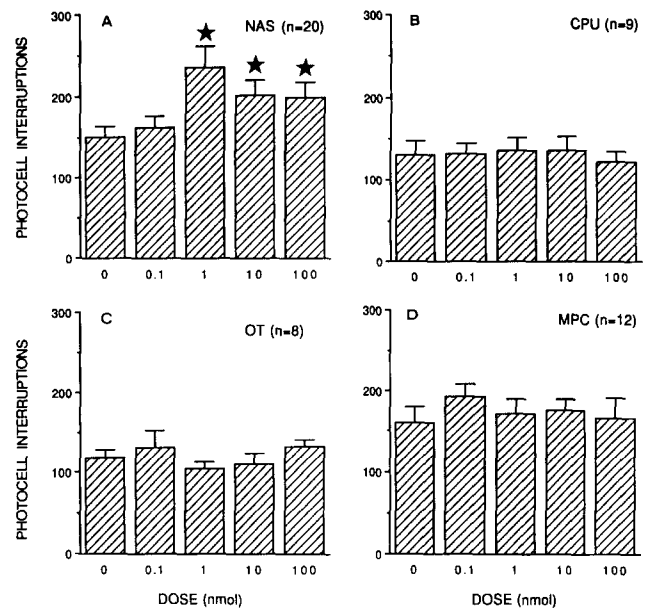 A
NAS (n=20)
PHOTOCELL INTERRUPTIONS
300
200
100
0
0 0.1 1 10 100
B
CPU (n=9)
300
200
100
0
0 0.1 1 10 100
C
OT (n=8)
PHOTOCELL INTERRUPTIONS
300
200
100
0
0 0.1 1 10 100
DOSE (nmol)
D
MPC (n=12)
300
200
100
0
0 0.1 1 10 100
DOSE (nmol)